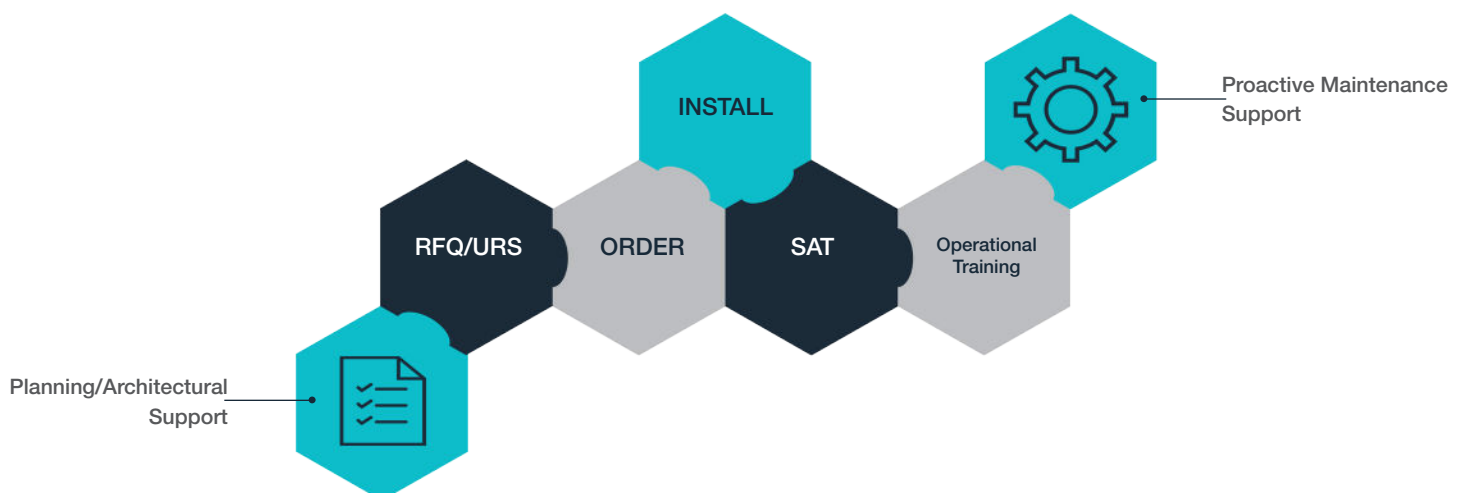 INSTALL
Proactive Maintenance
Support
RFQ/URS
ORDER
SAT
Operational
Training
Planning/Architectural
Support